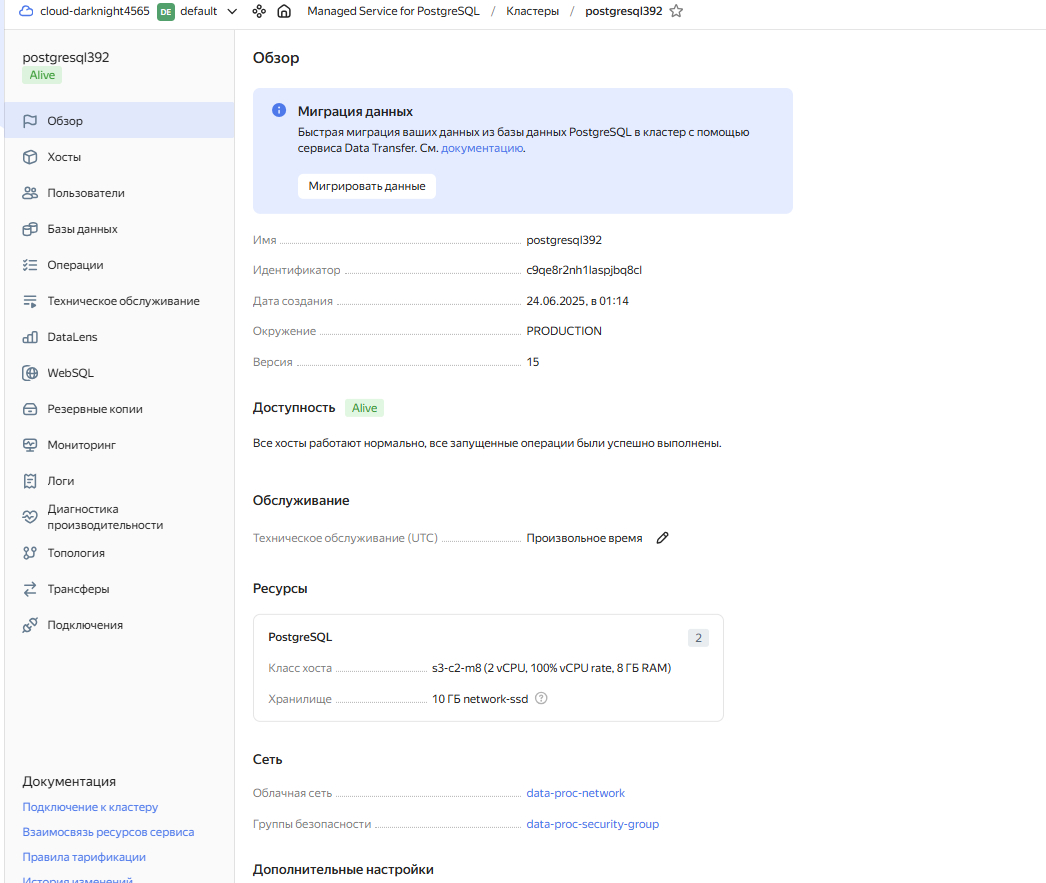 cloud-darknight4565 DE default Managed Service for PostgreSQL / Кластеры / postgresql392
postgresql392
Alive
Обзор
Хосты
Пользователи
Базы данных
Операции
Техническое обслуживание
DataLens
WebSQL
Резервные копии
Мониторинг
Логи
Диагностика
производительности
Топология
Трансферы
Подключения
Документация
Подключение к кластеру
Взаимосвязь ресурсов сервиса
Правила тарификации
История изменений
Обзор
Миграция данных
Быстрая миграция ваших данных из базы данных PostgreSQL в кластер с помощью
сервиса Data Transfer. См. документацию.
Мигрировать данные
Имя postgresql392
Идентификатор c9qe8r2nh1laspjbq8cl
Дата создания 24.06.2025, в 01:14
Окружение PRODUCTION
Версия 15
Доступность Alive
Все хосты работают нормально, все запущенные операции были успешно выполнены.
Обслуживание
Техническое обслуживание (UTC) Произвольное время
Ресурсы
PostgreSQL 2
Класс хоста s3-c2-m8 (2 vCPU, 100% vCPU rate, 8 ГБ RAM)
Хранилище 10 ГБ network-ssd
Сеть
Облачная сеть data-proc-network
Группы безопасности data-proc-security-group
Дополнительные настройки